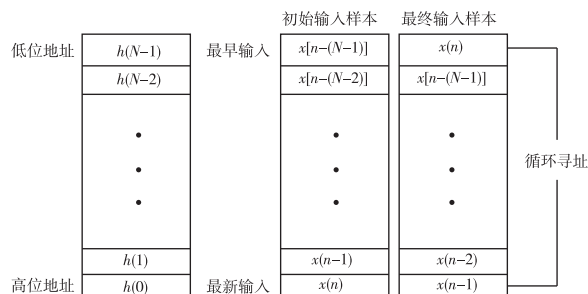 初始输入样本 最终输入样本
低位地址 h(N−1) 最早输入 x[n−(N−1)] x(n)
h(N−2) x[n−(N−2)] x[n−(N−1)]
循环寻址
h(1) x(n−1) x(n−2)
高位地址 h(0) 最新输入 x(n) x(n−1)